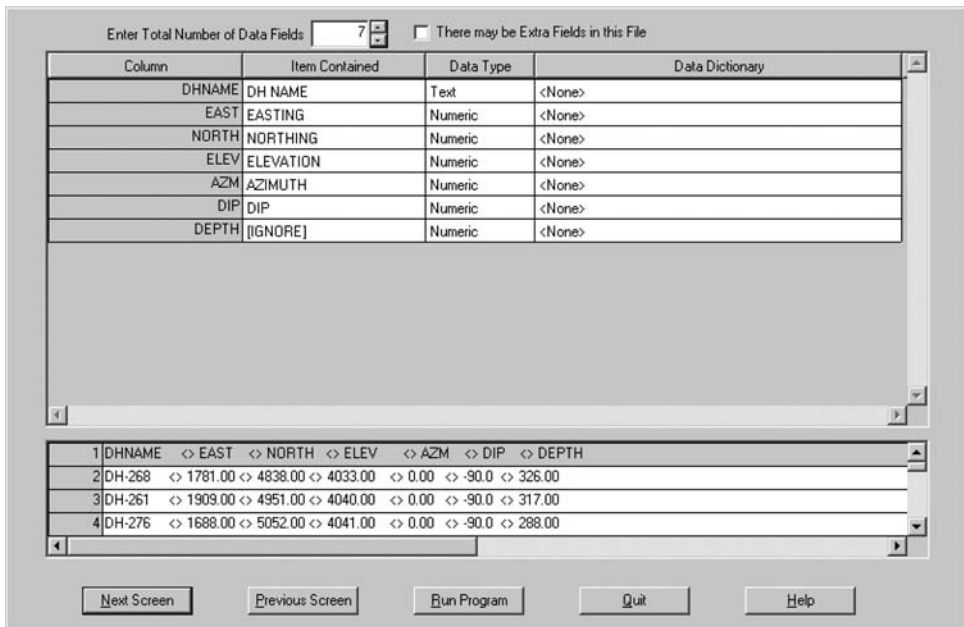 Enter Total Number of Data Fields 7 There may be Extra Fields in this File
Column Item Contained Data Type Data Dictionary
DHNAME DH NAME Text <None>
EAST EASTING Numeric <None>
NORTH NORTHING Numeric <None>
ELEV ELEVATION Numeric <None>
AZM AZIMUTH Numeric <None>
DIP DIP Numeric <None>
DEPTH [IGNORE] Numeric <None>
1 DHNAME <> EAST <> NORTH <> ELEV <> AZM <> DIP <> DEPTH
2 DH-268 <> 1781.00 <> 4838.00 <> 4033.00 <> 0.00 <> -90.0 <> 326.00
3 DH-261 <> 1909.00 <> 4951.00 <> 4040.00 <> 0.00 <> -90.0 <> 317.00
4 DH-276 <> 1688.00 <> 5052.00 <> 4041.00 <> 0.00 <> -90.0 <> 288.00
Next Screen Previous Screen Run Program Quit Help